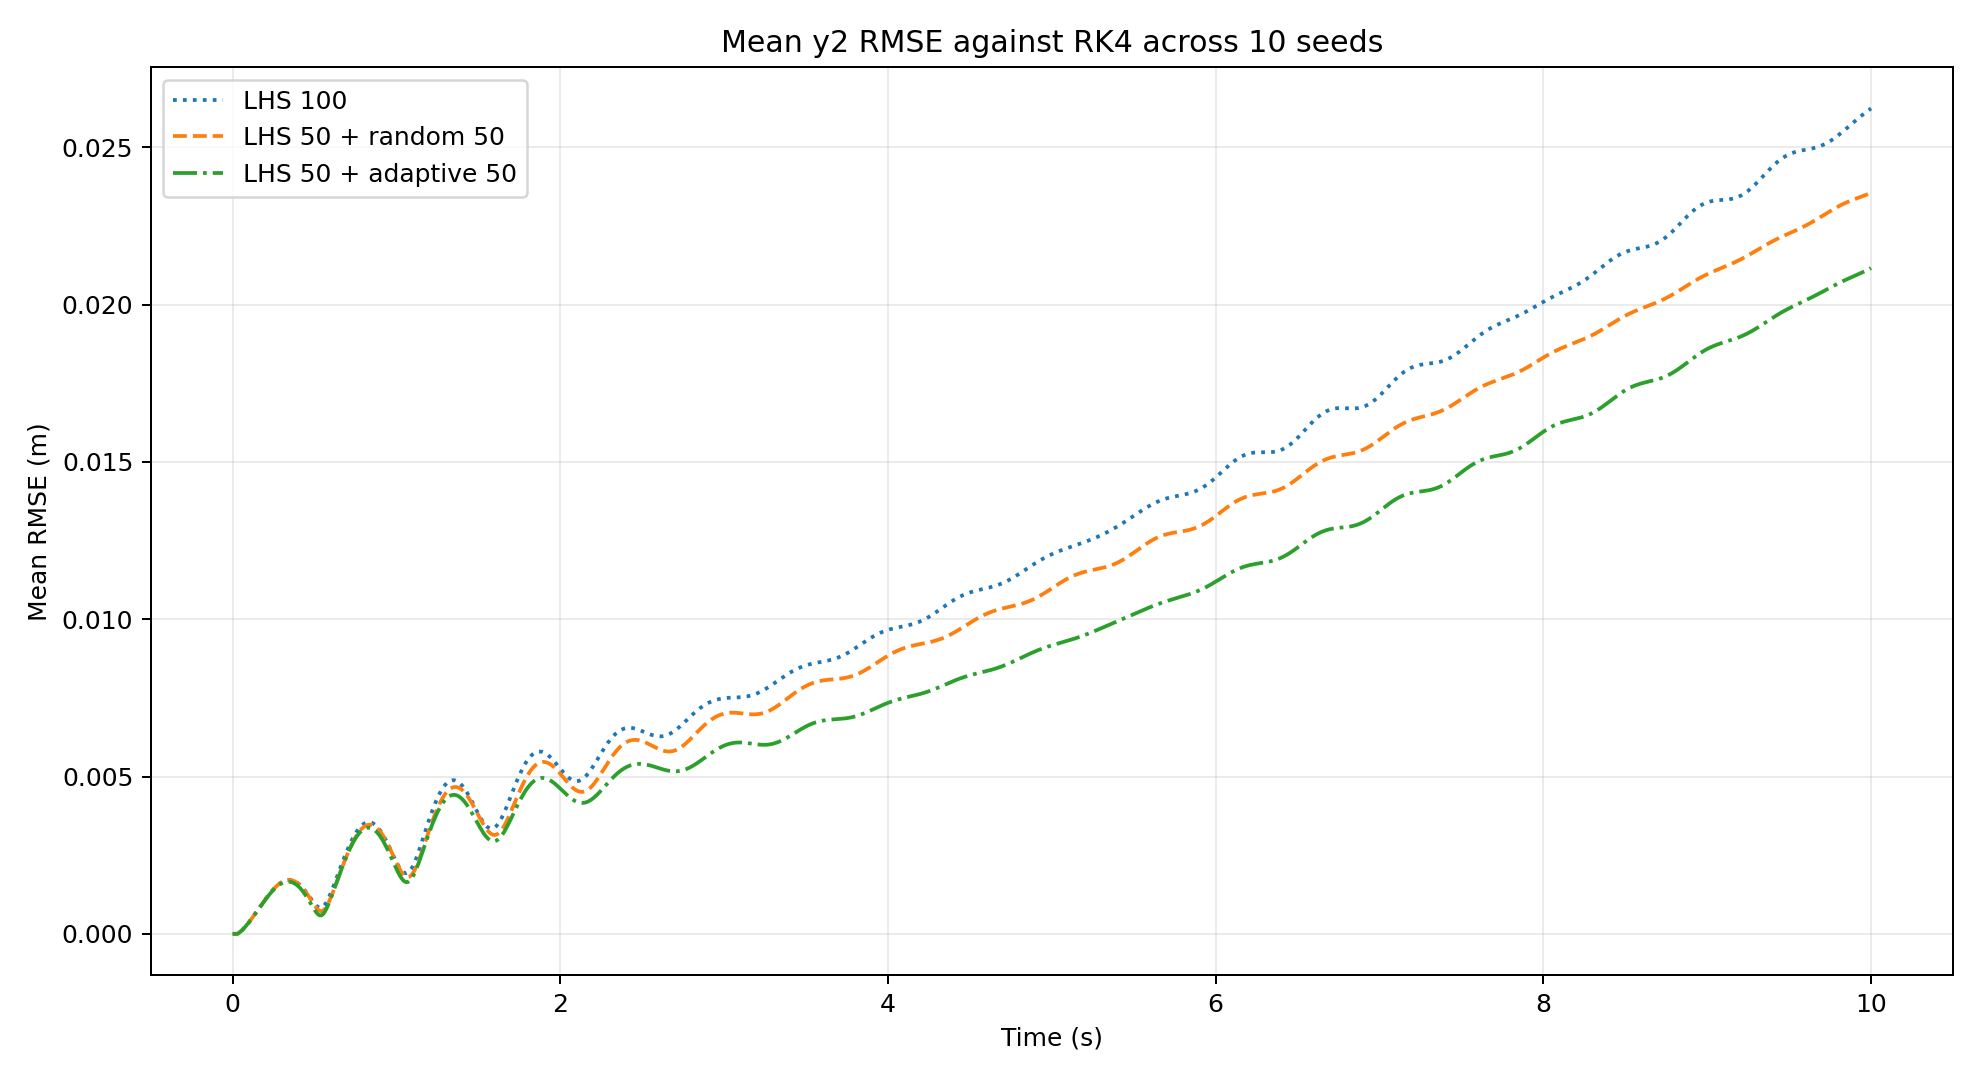 Mean y2 RMSE against RK4 across 10 seeds
LHS 100
LHS 50 + random 50
LHS 50 + adaptive 50
0.025
0.020
0.015
0.010
0.005
0.000
Mean RMSE (m)
0 2 4 6 8 10
Time (s)